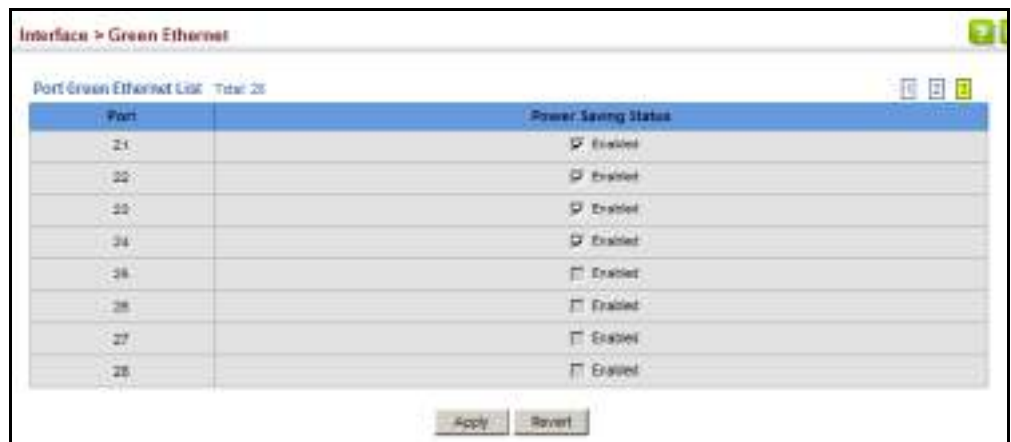 Interface > Green Ethernet
?
Port Green Ethernet List Total: 28
1 2 3
Port Power Saving Status
21 Enabled
22 Enabled
23 Enabled
24 Enabled
25 Enabled
26 Enabled
27 Enabled
28 Enabled
Apply Revert